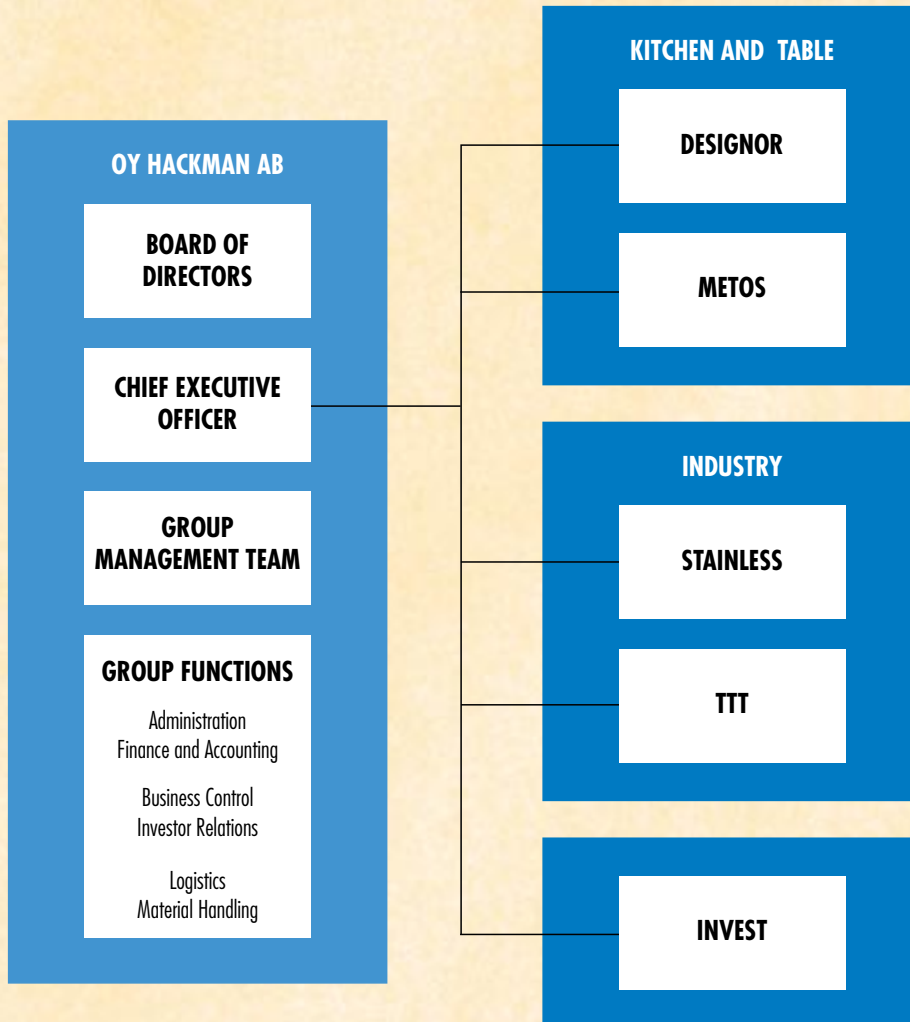 OY HACKMAN AB
BOARD OF
DIRECTORS
CHIEF EXECUTIVE
OFFICER
GROUP
MANAGEMENT TEAM
GROUP FUNCTIONS
Administration
Finance and Accounting
Business Control
Investor Relations
Logistics
Material Handling
KITCHEN AND TABLE
DESIGNOR
METOS
INDUSTRY
STAINLESS
TTT
INVEST